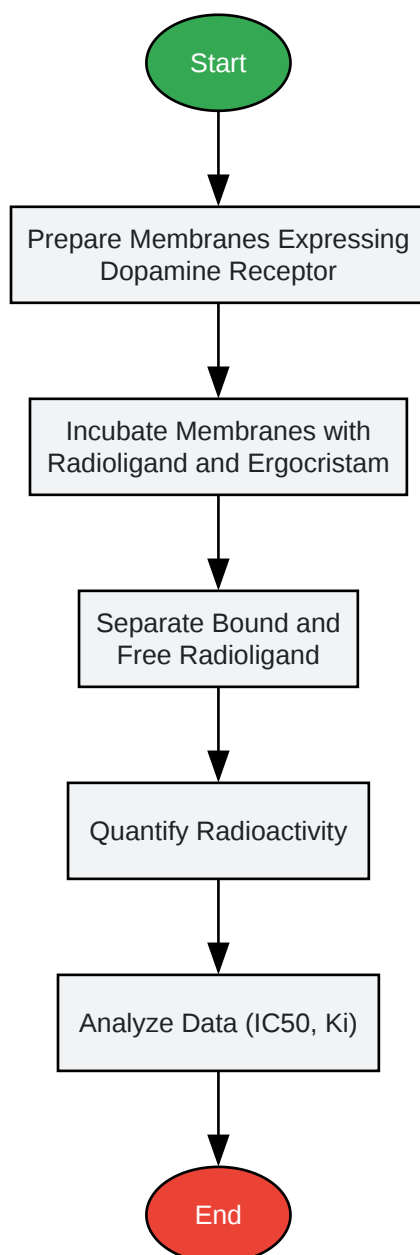 Start
Prepare Membranes Expressing
Dopamine Receptor
Incubate Membranes with
Radioligand and Ergocristam
Separate Bound and
Free Radioligand
Quantify Radioactivity
Analyze Data (IC50, Ki)
End